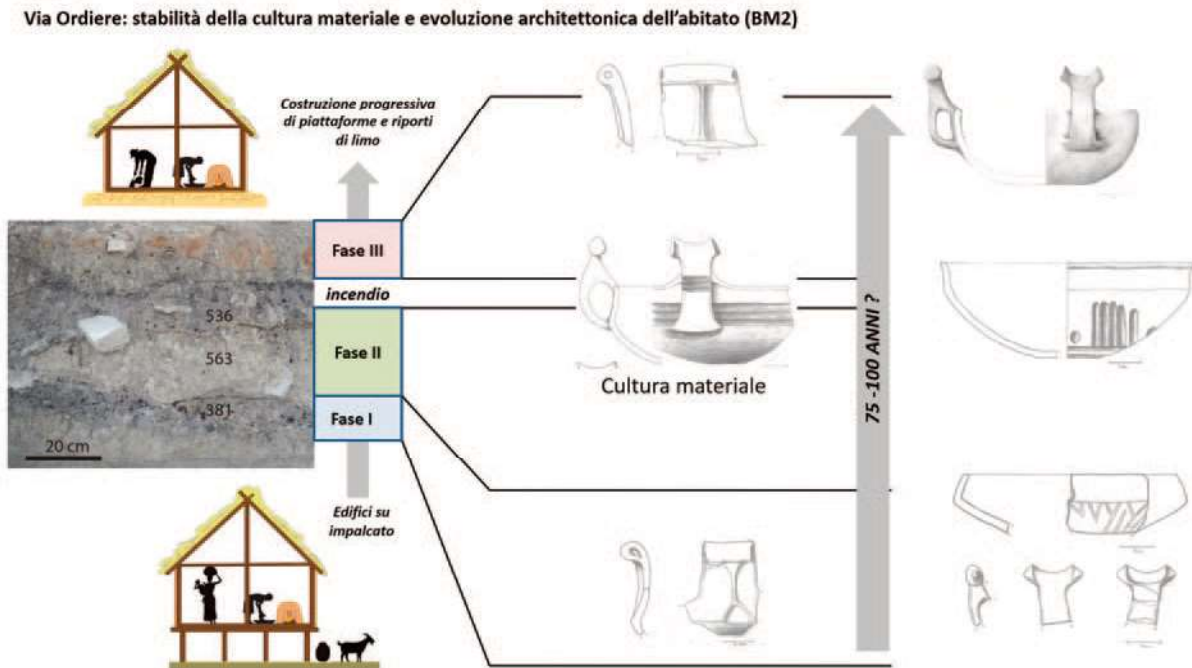 Via Ordiere: stabilità della cultura materiale e evoluzione architettonica dell'abitato (BM2)
Costruzione progressiva
di piattaforme e riporti
di limo
Fase III
incendio
536
Fase II
563
381
Fase I
20 cm
Edifici su
impalcato
Cultura materiale
75 -100 ANNI ?